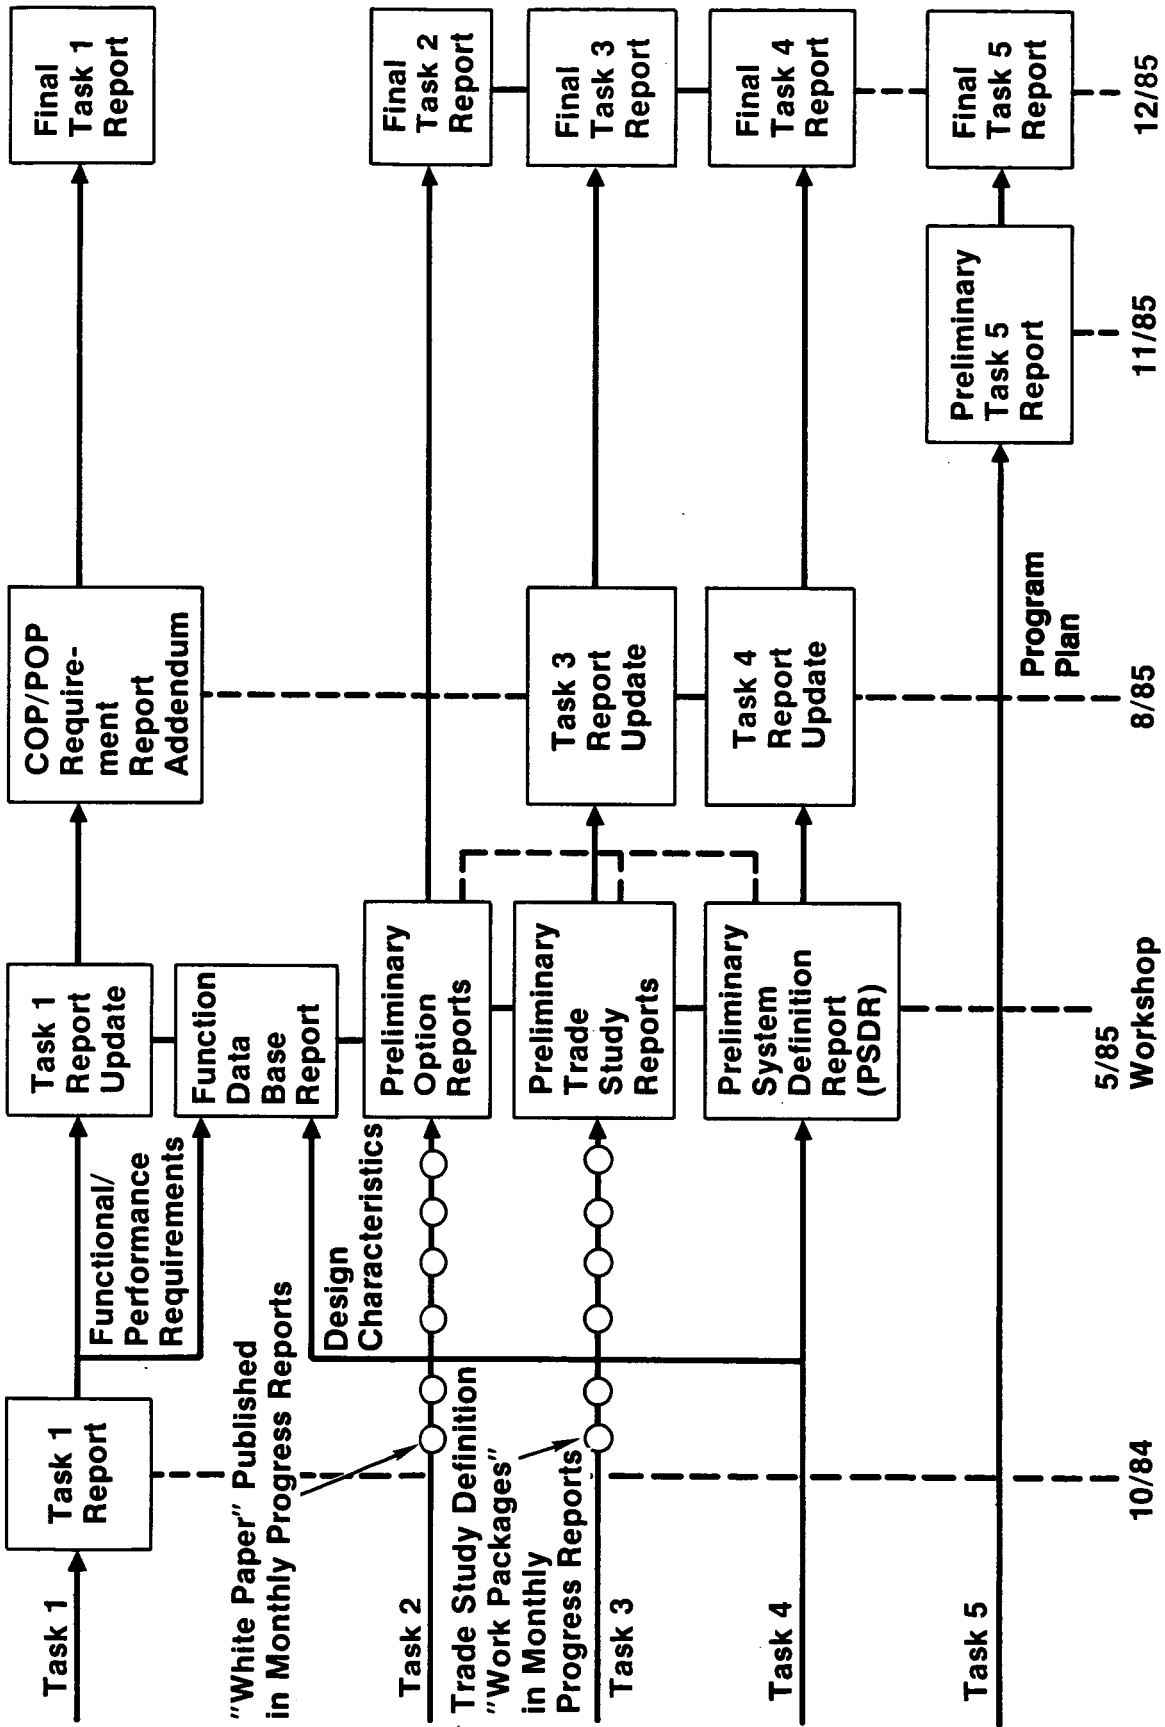 Task 1
Task 1
Report
Functional/
Performance
Requirements
Task 1
Report
Update
COP/POP
Require-
ment
Report
Addendum
Final
Task 1
Report
"White Paper" Published
in Monthly Progress Reports
Function
Data
Base
Report
Design
Characteristics
Task 2
Preliminary
Option
Reports
Final
Task 2
Report
Trade Study Definition
"Work Packages"
in Monthly
Progress Reports
Task 3
Preliminary
Trade
Study
Reports
Task 3
Report
Update
Final
Task 3
Report
Task 4
Preliminary
System
Definition
Report
(PSDR)
Task 4
Report
Update
Final
Task 4
Report
Task 5
Program
Plan
Preliminary
Task 5
Report
Final
Task 5
Report
10/84
5/85
Workshop
8/85
11/85
12/85